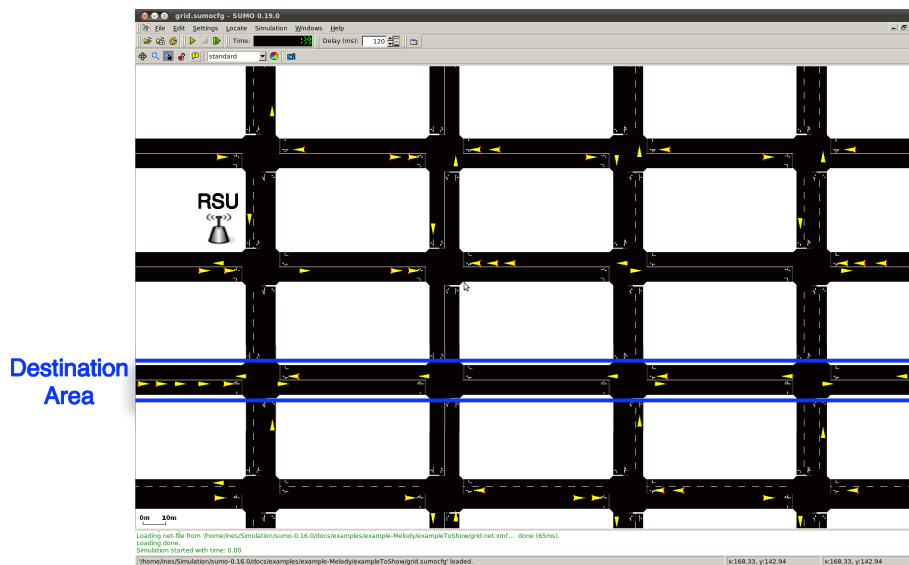 grid.sumocfg - SUMO 0.19.0
File Edit Settings Locate Simulation Windows Help
Time: Delay (ms): 120
standard
RSU
Destination
Area
0m 10m
Loading net-file from '/home/ines/Simulation/sumo-0.16.0/docs/examples/example-Melody/exampleToShow/grid.net.xml'... done (65ms).
Loading done.
Simulation started with time: 0.00
'/home/ines/Simulation/sumo-0.16.0/docs/examples/example-Melody/exampleToShow/grid.sumocfg' loaded. x:168.33, y:142.94 x:168.33, y:142.94